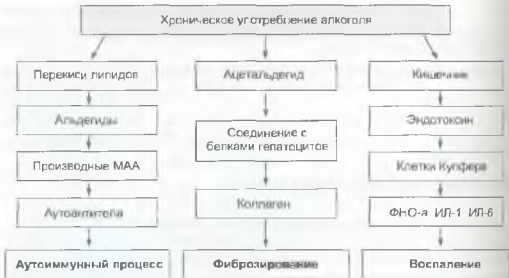 Хроническое употребление алкоголя
Перекиси липидов
Ацетальдегид
Кишечник
Альдегиды
Соединение с
белками гепатоцитов
Эндотоксин
Производные МАА
Клетки Купфера
Аутоантитела
Коллаген
ФНО-а ИЛ-1 ИЛ-6
Аутоиммунный процесс
Фиброзирование
Воспаление